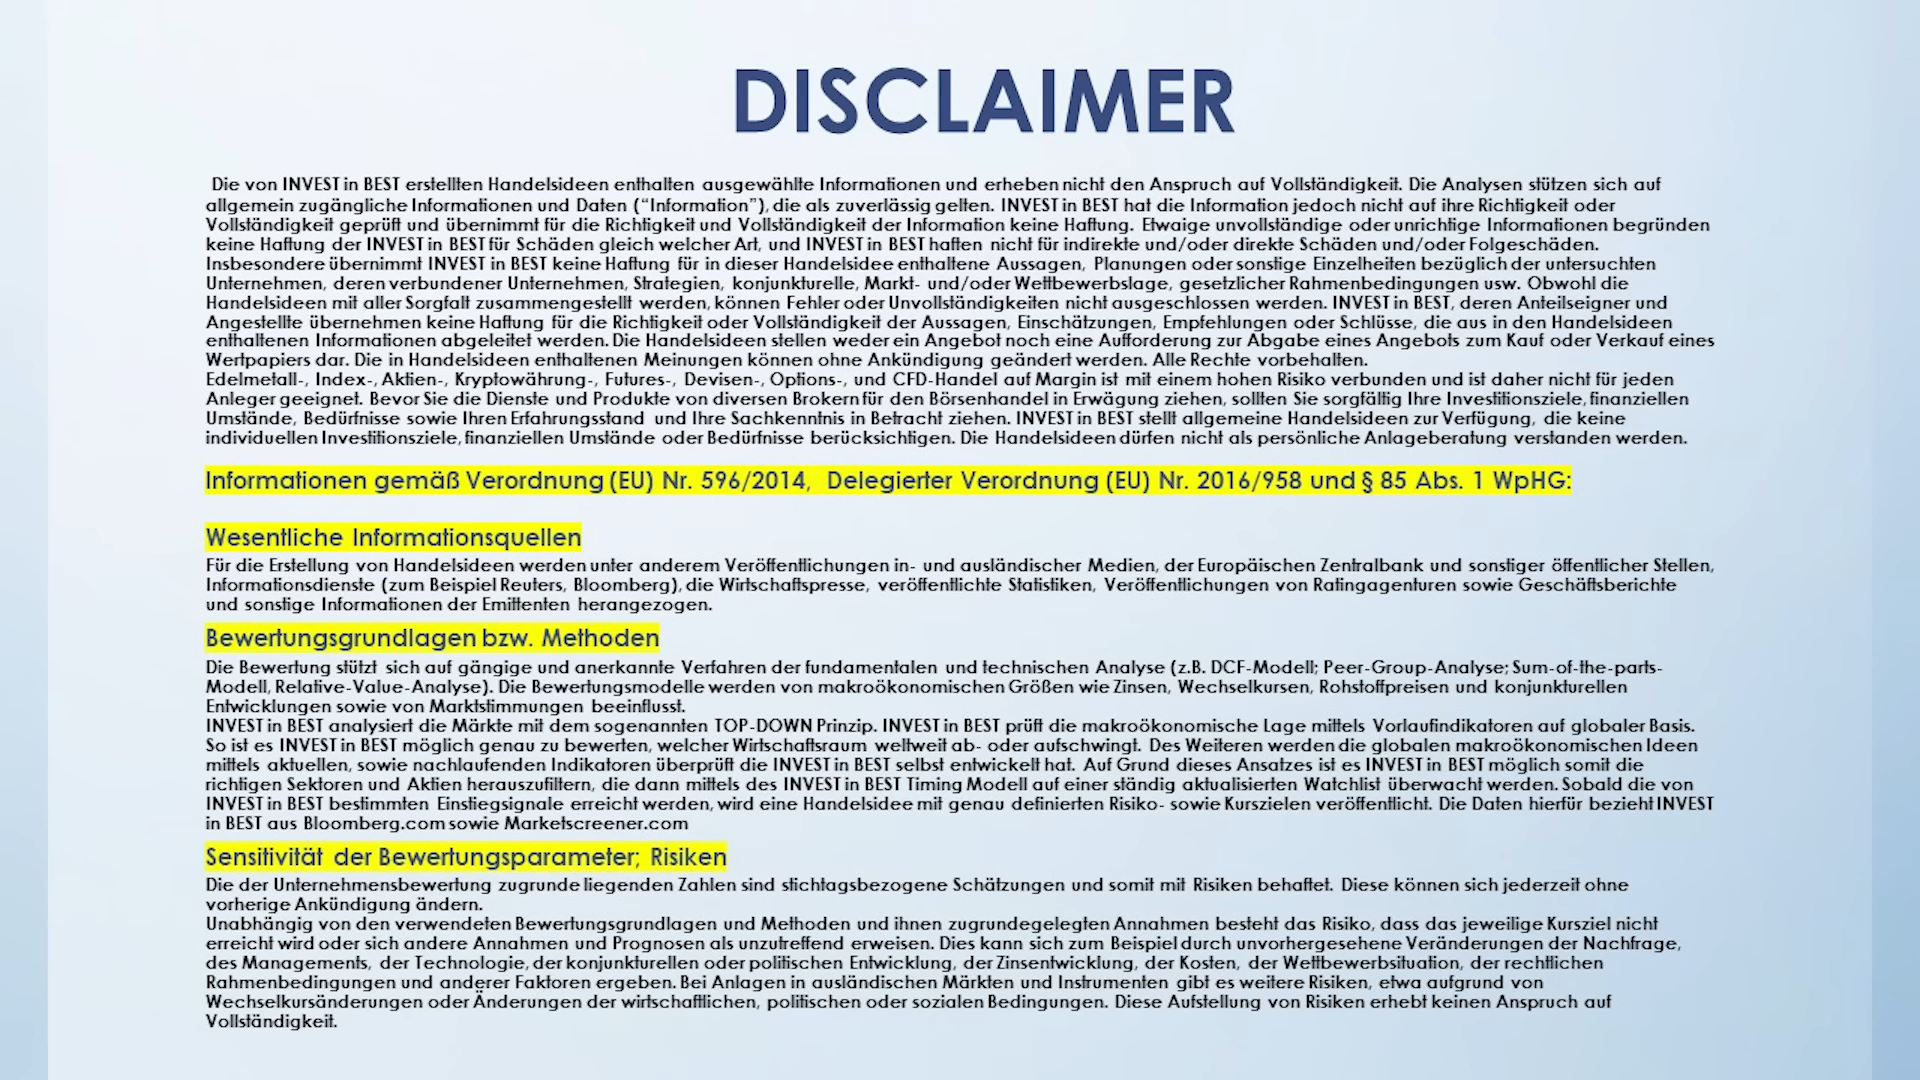 DISCLAIMER
Die von INVEST in BEST erstellten Handelsideen enthalten ausgewählte Informationen und erheben nicht den Anspruch auf Vollständigkeit. Die Analysen stützen sich auf
allgemein zugängliche Informationen und Daten (“Information”), die als zuverlässig gelten. INVEST in BEST hat die Information jedoch nicht auf ihre Richtigkeit oder
Vollständigkeit geprüft und übernimmt für die Richtigkeit und Vollständigkeit der Information keine Haftung. Etwaige unvollständige oder unrichtige Informationen begründen
keine Haftung der INVEST in BEST für Schäden gleich welcher Art, und INVEST in BEST haften nicht für indirekte und/oder direkte Schäden und/oder Folgeschäden.
Insbesondere übernimmt INVEST in BEST keine Haftung für in dieser Handelsidee enthaltene Aussagen, Planungen oder sonstige Einzelheiten bezüglich der untersuchten
Unternehmen, deren verbundener Unternehmen, Strategien, konjunkturelle, Markt- und/oder Wettbewerbslage, gesetzlicher Rahmenbedingungen usw. Obwohl die
Handelsideen mit aller Sorgfalt zusammengestellt werden, können Fehler oder Unvollständigkeiten nicht ausgeschlossen werden. INVEST in BEST, deren Anteilseigner und
Angestellte übernehmen keine Haftung für die Richtigkeit oder Vollständigkeit der Aussagen, Einschätzungen, Empfehlungen oder Schlüsse, die aus in den Handelsideen
enthaltenen Informationen abgeleitet werden. Die Handelsideen stellen weder ein Angebot noch eine Aufforderung zur Abgabe eines Angebots zum Kauf oder Verkauf eines
Wertpapiers dar. Die in Handelsideen enthaltenen Meinungen können ohne Ankündigung geändert werden. Alle Rechte vorbehalten.
Edelmetall-, Index-, Aktien-, Kryptowährung-, Futures-, Devisen-, Options-, und CFD-Handel auf Margin ist mit einem hohen Risiko verbunden und ist daher nicht für jeden
Anleger geeignet. Bevor Sie die Dienste und Produkte von diversen Brokern für den Börsenhandel in Erwägung ziehen, sollten Sie sorgfältig Ihre Investitionsziele, finanziellen
Umstände, Bedürfnisse sowie Ihren Erfahrungsstand und Ihre Sachkenntnis in Betracht ziehen. INVEST in BEST stellt allgemeine Handelsideen zur Verfügung, die keine
individuellen Investitionsziele, finanziellen Umstände oder Bedürfnisse berücksichtigen. Die Handelsideen dürfen nicht als persönliche Anlageberatung verstanden werden.
Informationen gemäß Verordnung (EU) Nr. 596/2014, Delegierter Verordnung (EU) Nr. 2016/958 und § 85 Abs. 1 WpHG:
Wesentliche Informationsquellen
Für die Erstellung von Handelsideen werden unter anderem Veröffentlichungen in- und ausländischer Medien, der Europäischen Zentralbank und sonstiger öffentlicher Stellen,
Informationsdienste (zum Beispiel Reuters, Bloomberg), die Wirtschaftspresse, veröffentlichte Statistiken, Veröffentlichungen von Ratingagenturen sowie Geschäftsberichte
und sonstige Informationen der Emittenten herangezogen.
Bewertungsgrundlagen bzw. Methoden
Die Bewertung stützt sich auf gängige und anerkannte Verfahren der fundamentalen und technischen Analyse (z.B. DCF-Modell; Peer-Group-Analyse; Sum-of-the-parts-
Modell, Relative-Value-Analyse). Die Bewertungsmodelle werden von makroökonomischen Größen wie Zinsen, Wechselkursen, Rohstoffpreisen und konjunkturellen
Entwicklungen sowie von Marktstimmungen beeinflusst.
INVEST in BEST analysiert die Märkte mit dem sogenannten TOP-DOWN Prinzip. INVEST in BEST prüft die makroökonomische Lage mittels Vorlaufindikatoren auf globaler Basis.
So ist es INVEST in BEST möglich genau zu bewerten, welcher Wirtschaftsraum weltweit ab- oder aufschwingt. Des Weiteren werden die globalen makroökonomischen Ideen
mittels aktuellen, sowie nachlaufenden Indikatoren überprüft die INVEST in BEST selbst entwickelt hat. Auf Grund dieses Ansatzes ist es INVEST in BEST möglich somit die
richtigen Sektoren und Aktien herauszufiltern, die dann mittels des INVEST in BEST Timing Modell auf einer ständig aktualisierten Watchlist überwacht werden. Sobald die von
INVEST in BEST bestimmten Einstiegsignale erreicht werden, wird eine Handelsidee mit genau definierten Risiko- sowie Kurszielen veröffentlicht. Die Daten hierfür bezieht INVEST
in BEST aus Bloomberg.com sowie Marketscreener.com
Sensitivität der Bewertungsparameter; Risiken
Die der Unternehmensbewertung zugrunde liegenden Zahlen sind stichtagsbezogene Schätzungen und somit mit Risiken behaftet. Diese können sich jederzeit ohne
vorherige Ankündigung ändern.
Unabhängig von den verwendeten Bewertungsgrundlagen und Methoden und ihnen zugrundegelegten Annahmen besteht das Risiko, dass das jeweilige Kursziel nicht
erreicht wird oder sich andere Annahmen und Prognosen als unzutreffend erweisen. Dies kann sich zum Beispiel durch unvorhergesehene Veränderungen der Nachfrage,
des Managements, der Technologie, der konjunkturellen oder politischen Entwicklung, der Zinsentwicklung, der Kosten, der Wettbewerbsituation, der rechtlichen
Rahmenbedingungen und anderer Faktoren ergeben. Bei Anlagen in ausländischen Märkten und Instrumenten gibt es weitere Risiken, etwa aufgrund von
Wechselkursänderungen oder Änderungen der wirtschaftlichen, politischen oder sozialen Bedingungen. Diese Aufstellung von Risiken erhebt keinen Anspruch auf
Vollständigkeit.